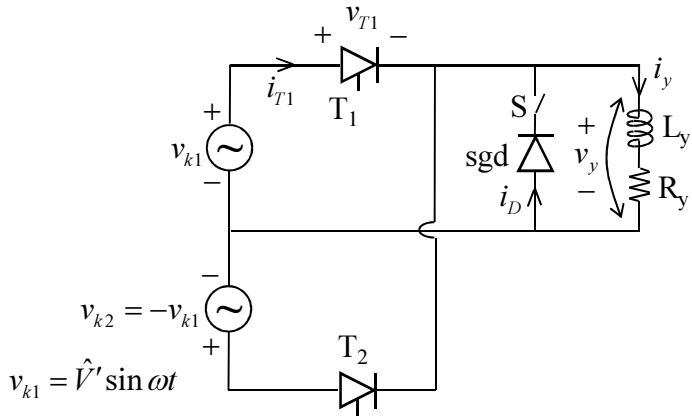 + v_{T1} −
i_{T1}
T_1
+
v_{k1}
−
S
sgd
i_D
+
v_y
−
i_y
L_y
R_y
−
v_{k2} = −v_{k1}
+
T_2
v_{k1} = \hat{V}' sin ωt